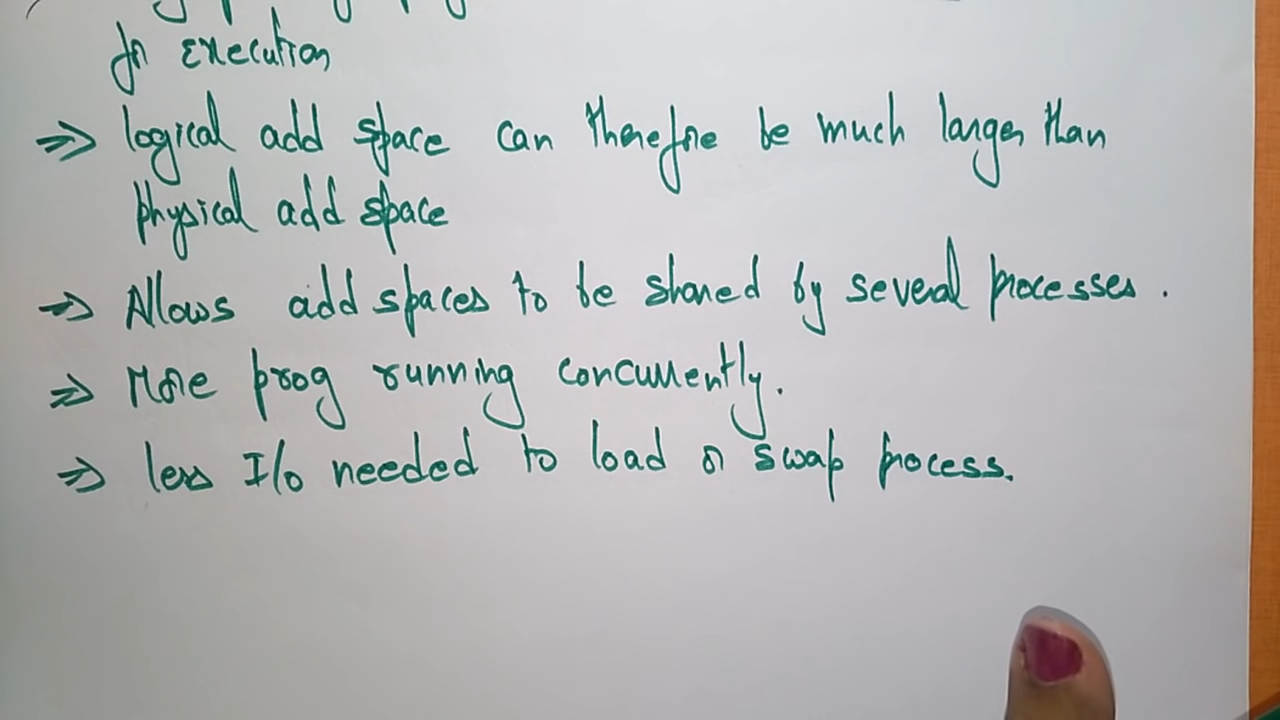 for execution
⇒ logical add space can therefore be much larger than
physical add space
→ Allows add spaces to be shared by several processes.
⇒ More prog running concurrently.
⇒ less I/o needed to load or swap process.